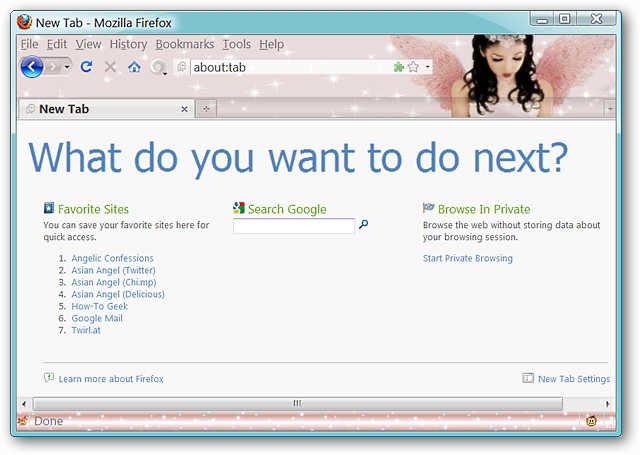 New Tab - Mozilla Firefox
File Edit View History Bookmarks Tools Help
about:tab
New Tab
What do you want to do next?
Favorite Sites
You can save your favorite sites here for
quick access.
1. Angelic Confessions
2. Asian Angel (Twitter)
3. Asian Angel (Chi.mp)
4. Asian Angel (Delicious)
5. How-To Geek
6. Google Mail
7. Twirl.at
Search Google
Browse In Private
Browse the web without storing data about
your browsing session.
Start Private Browsing
Learn more about Firefox
New Tab Settings
Done